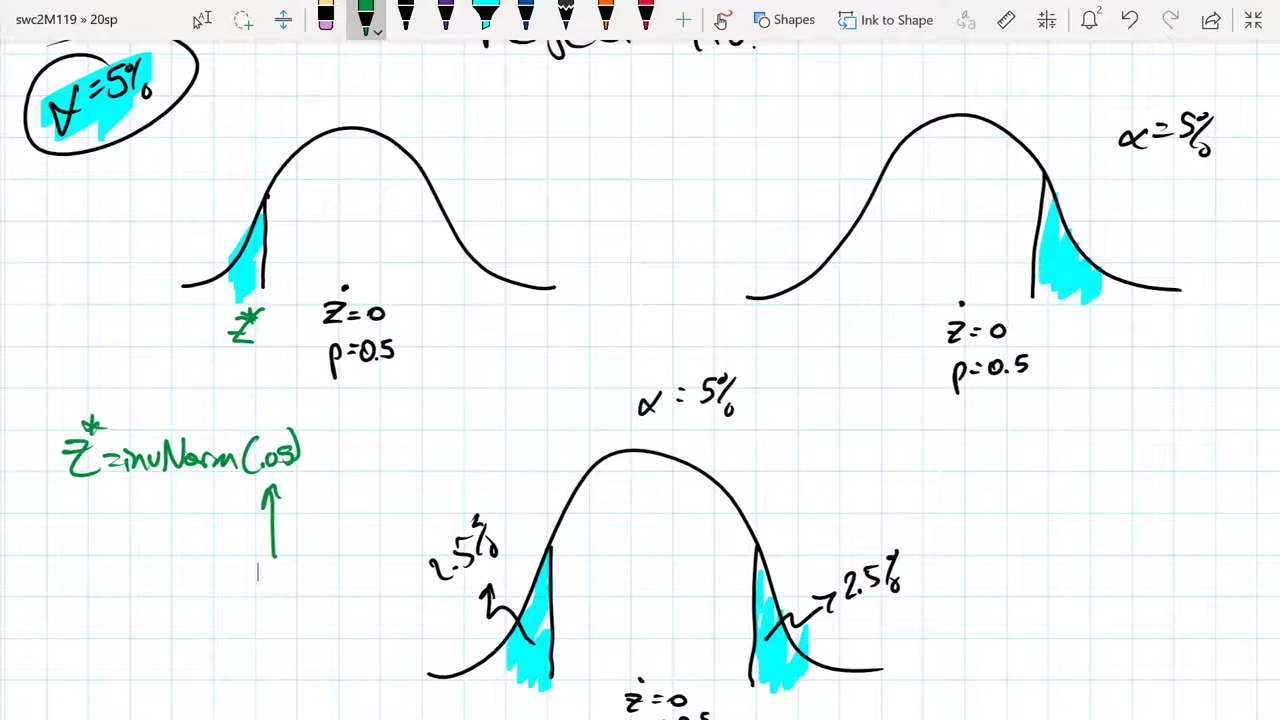 swc2M119 » 20sp
Shapes
Ink to Shape
2
α=5%
α=5%
z*
z=0
p=0.5
z=0
p=0.5
α=5%
z*=invNorm(.05)
2.5%
2.5%
z=0